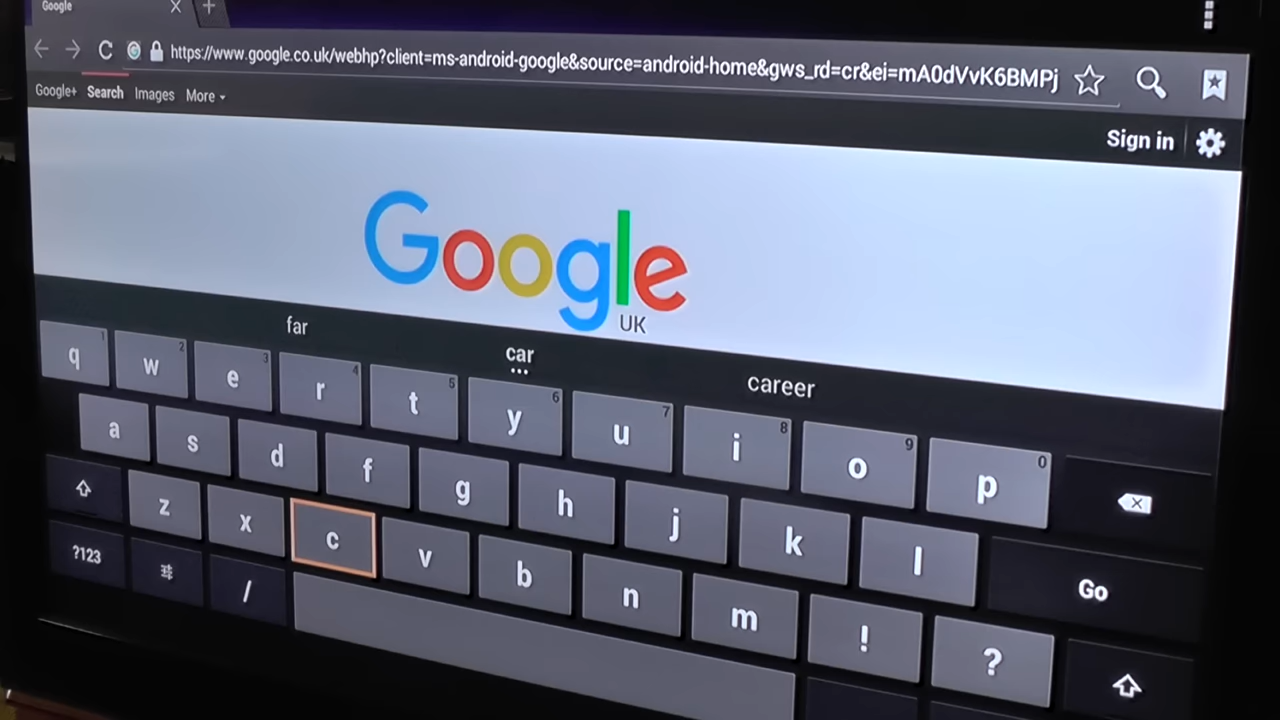 Google
https://www.google.co.uk/webhp?client=ms-android-google&source=android-home&gws_rd=cr&ei=mA0dVvK6BMPj
Google+ Search Images More
Sign in
Google
UK
far car career
q 1 w 2 e 3 r 4 t 5 y 6 u 7 i 8 o 9 p 0
a s d f g h j k l Go
z x c v b n m ! ?
?123 /